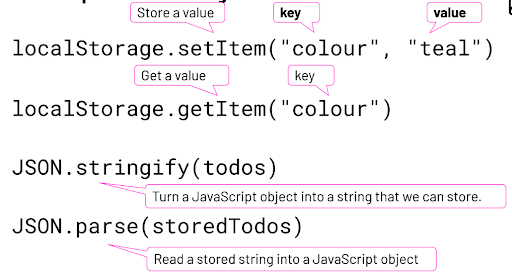 Store a value key value
localStorage.setItem("colour", "teal")
Get a value key
localStorage.getItem("colour")
JSON.stringify(todos)
Turn a JavaScript object into a string that we can store.
JSON.parse(storedTodos)
Read a stored string into a JavaScript object